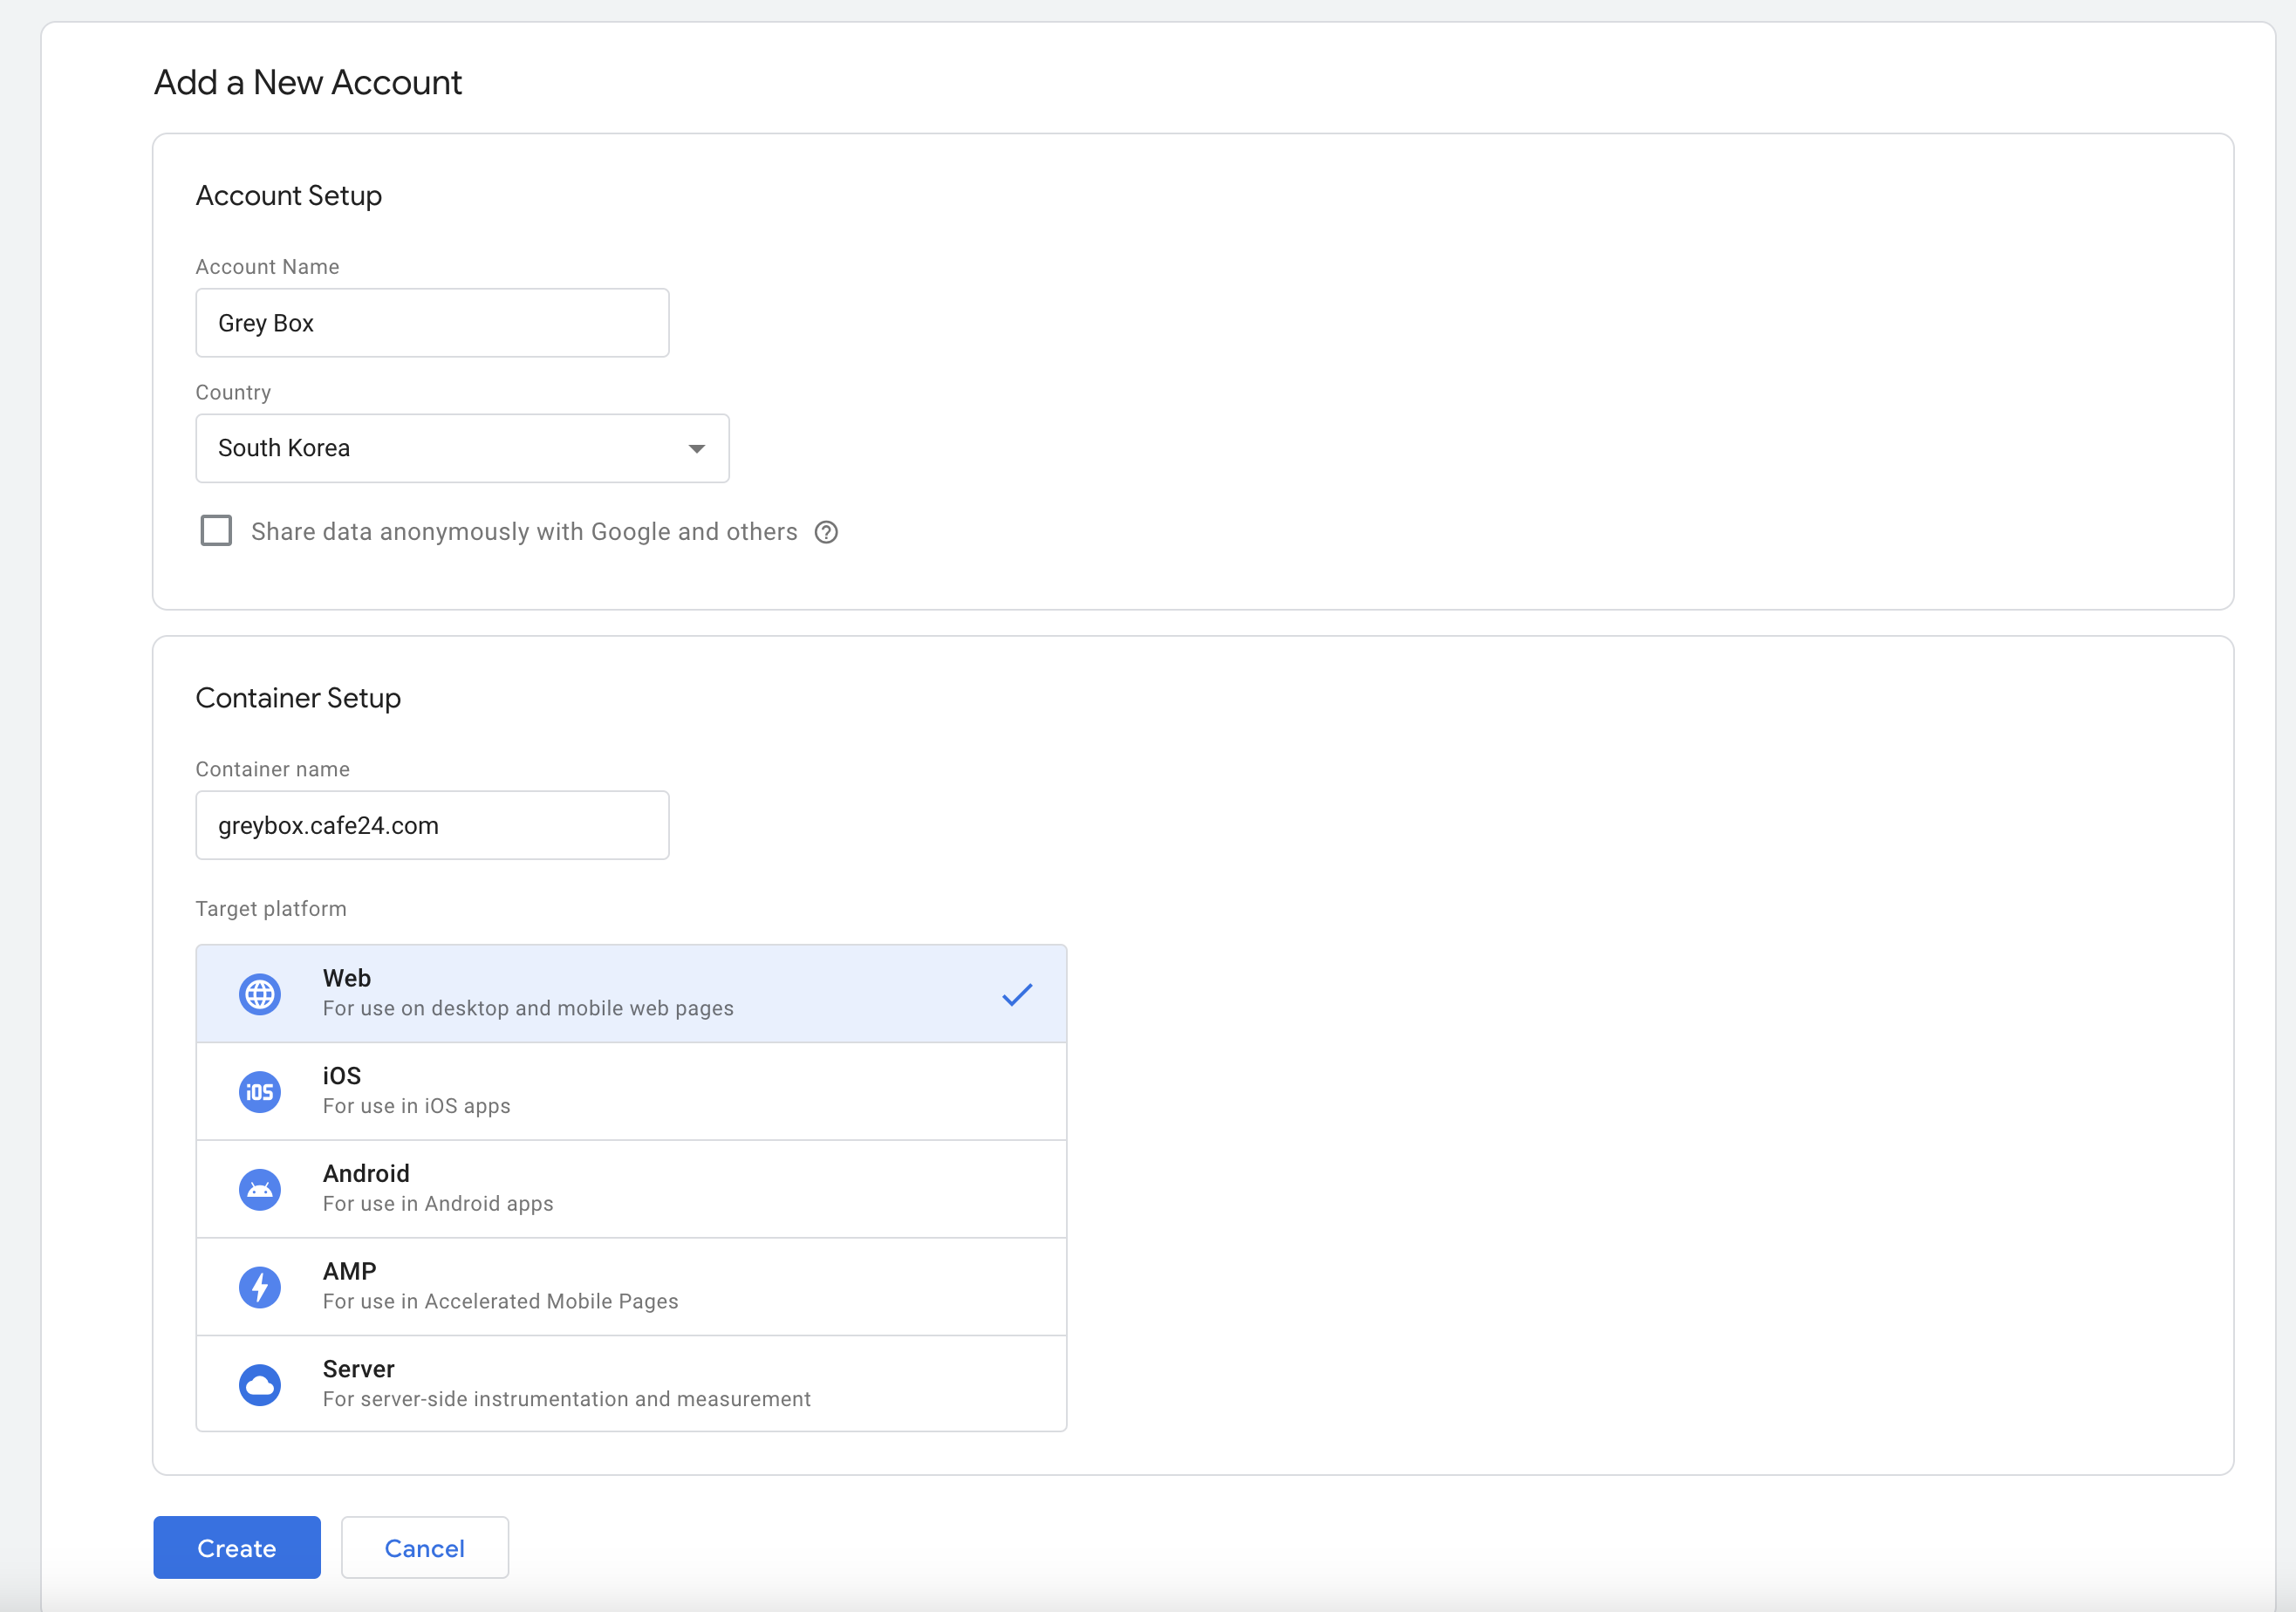 Add a New Account
Account Setup
Account Name
Grey Box
Country
South Korea
Share data anonymously with Google and others ?
Container Setup
Container name
greybox.cafe24.com
Target platform
Web
For use on desktop and mobile web pages
iOS
iOS
For use in iOS apps
Android
For use in Android apps
AMP
For use in Accelerated Mobile Pages
Server
For server-side instrumentation and measurement
Create Cancel